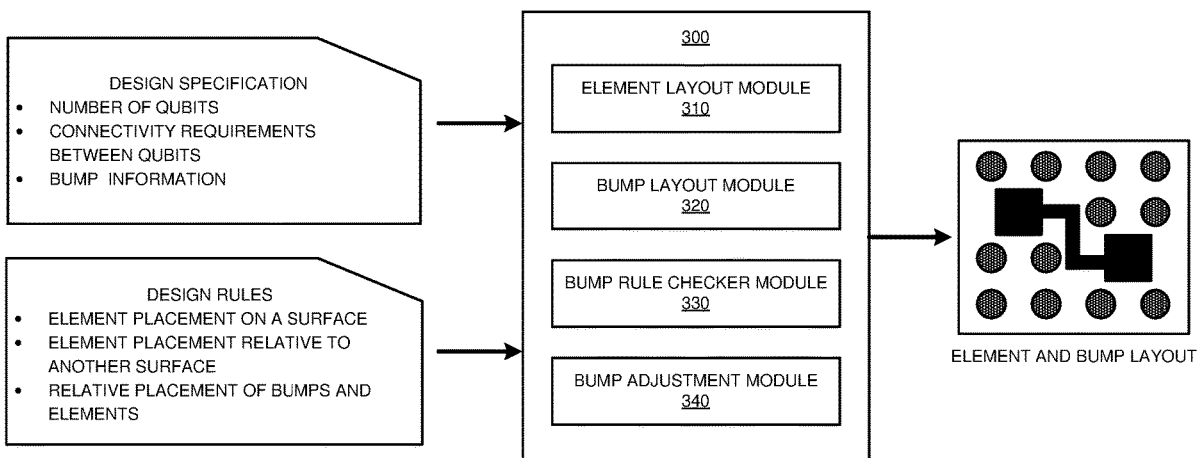 DESIGN SPECIFICATION
• NUMBER OF QUBITS
• CONNECTIVITY REQUIREMENTS
BETWEEN QUBITS
• BUMP INFORMATION
DESIGN RULES
• ELEMENT PLACEMENT ON A SURFACE
• ELEMENT PLACEMENT RELATIVE TO
ANOTHER SURFACE
• RELATIVE PLACEMENT OF BUMPS AND
ELEMENTS
300
ELEMENT LAYOUT MODULE
310
BUMP LAYOUT MODULE
320
BUMP RULE CHECKER MODULE
330
BUMP ADJUSTMENT MODULE
340
ELEMENT AND BUMP LAYOUT